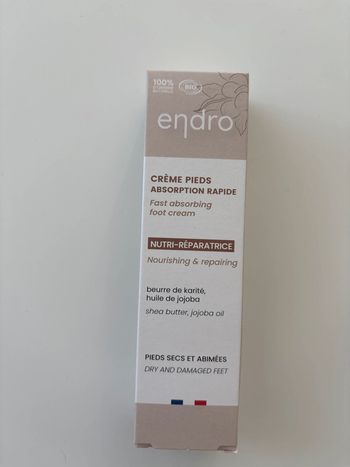 100%
BIO
endro
CRÈME PIEDS
ABSORPTION RAPIDE
Fast absorbing
foot cream
NUTRI-RÉPARATRICE
Nourishing & repairing
beurre de karité,
huile de jojoba
shea butter, jojoba oil
PIEDS SECS ET ABIMÉES
DRY AND DAMAGED FEET